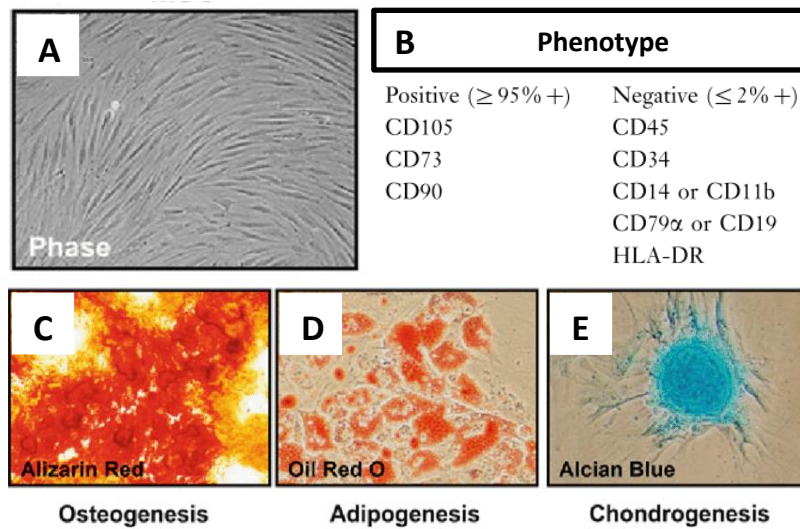 A
Phase
B Phenotype
Positive (≥ 95% +) Negative (≤ 2% +)
CD105 CD45
CD73 CD34
CD90 CD14 or CD11b
CD79α or CD19
HLA-DR
C
Alizarin Red
D
Oil Red O
E
Alcian Blue
Osteogenesis Adipogenesis Chondrogenesis